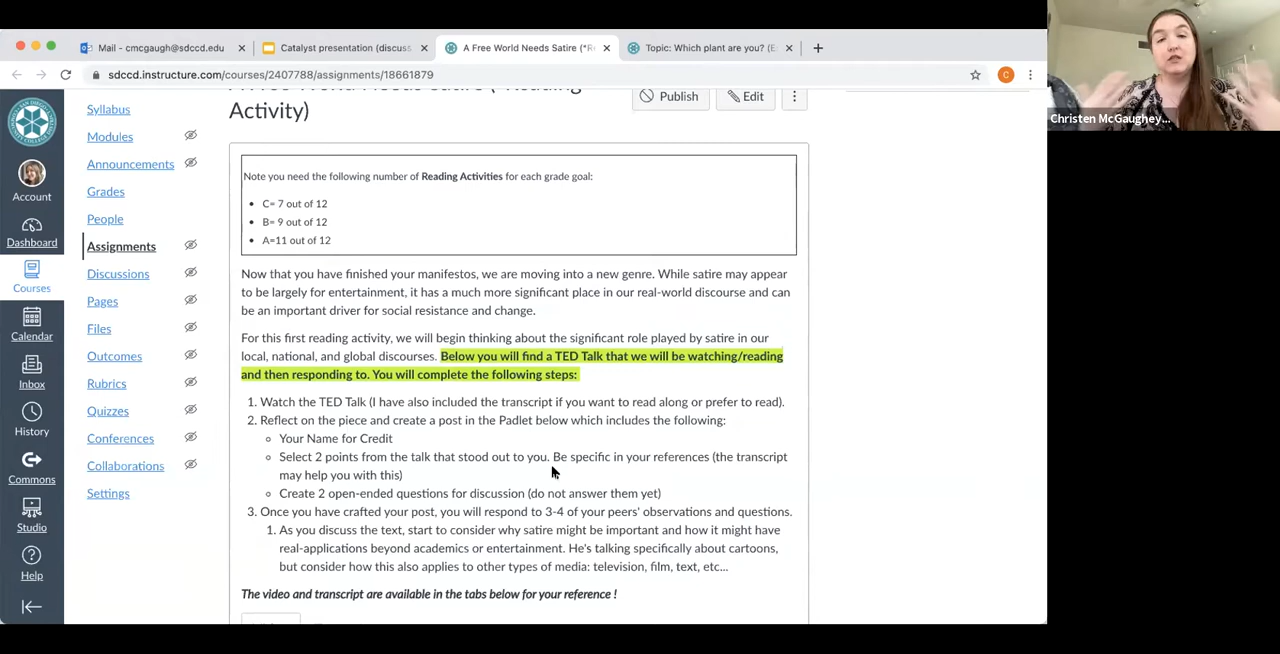 Mail - cmcgaugh@sdccd.edu
Catalyst presentation (discuss
A Free World Needs Satire (*R
Topic: Which plant are you? (E
sdccd.instructure.com/courses/2407788/assignments/18661879
C
Christen McGaughey...
Account
Dashboard
Courses
Calendar
Inbox
History
Commons
Studio
Help
Syllabus
Modules
Announcements
Grades
People
Assignments
Discussions
Pages
Files
Outcomes
Rubrics
Quizzes
Conferences
Collaborations
Settings
Activity)
Publish
Edit
Note you need the following number of Reading Activities for each grade goal:
• C= 7 out of 12
• B= 9 out of 12
• A=11 out of 12
Now that you have finished your manifestos, we are moving into a new genre. While satire may appear
to be largely for entertainment, it has a much more significant place in our real-world discourse and can
be an important driver for social resistance and change.
For this first reading activity, we will begin thinking about the significant role played by satire in our
local, national, and global discourses. Below you will find a TED Talk that we will be watching/reading
and then responding to. You will complete the following steps:
1. Watch the TED Talk (I have also included the transcript if you want to read along or prefer to read).
2. Reflect on the piece and create a post in the Padlet below which includes the following:
Your Name for Credit
Select 2 points from the talk that stood out to you. Be specific in your references (the transcript
may help you with this)
Create 2 open-ended questions for discussion (do not answer them yet)
3. Once you have crafted your post, you will respond to 3-4 of your peers' observations and questions.
1. As you discuss the text, start to consider why satire might be important and how it might have
real-applications beyond academics or entertainment. He's talking specifically about cartoons,
but consider how this also applies to other types of media: television, film, text, etc...
The video and transcript are available in the tabs below for your reference !